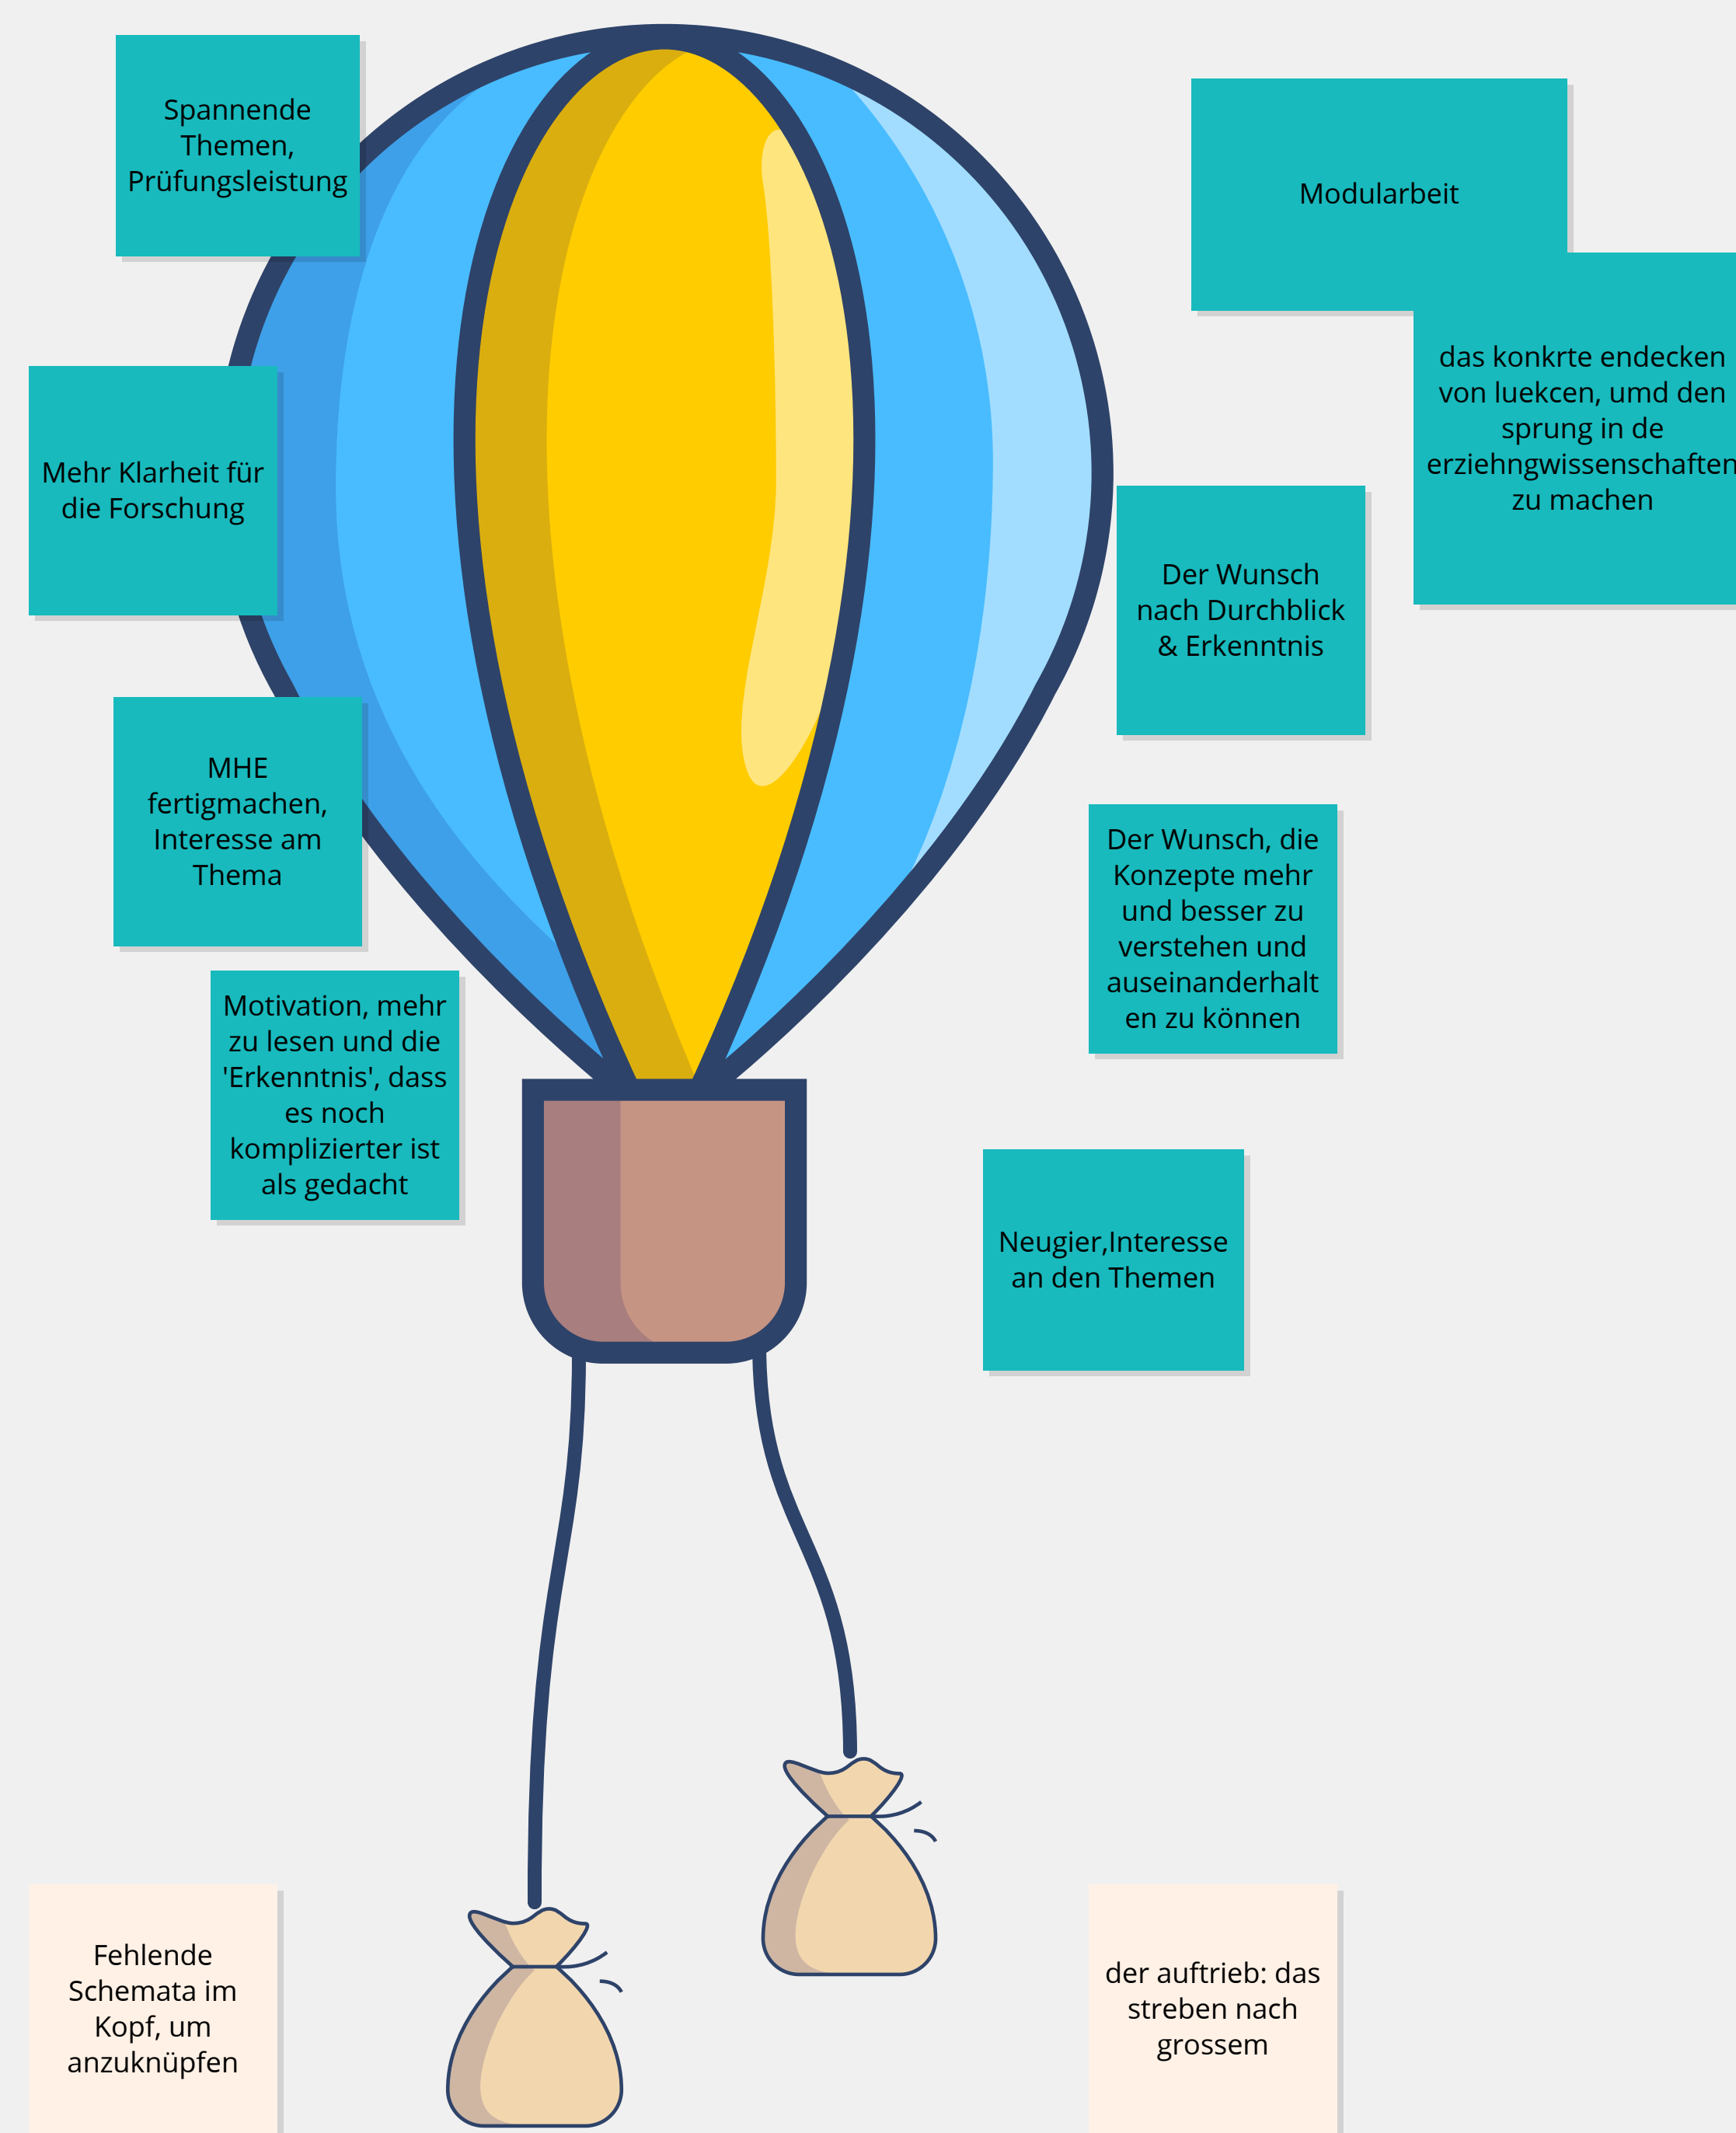 Spannende
Themen,
Prüfungsleistung
Modularbeit
das konkrte endecken
von luekcen, umd den
sprung in de
erziehngwissenschaften
zu machen
Mehr Klarheit für
die Forschung
Der Wunsch
nach Durchblick
& Erkenntnis
MHE
fertigmachen,
Interesse am
Thema
Der Wunsch, die
Konzepte mehr
und besser zu
verstehen und
auseinanderhalt
en zu können
Motivation, mehr
zu lesen und die
'Erkenntnis', dass
es noch
komplizierter ist
als gedacht
Neugier,Interesse
an den Themen
Fehlende
Schemata im
Kopf, um
anzuknüpfen
der auftrieb: das
streben nach
grossem